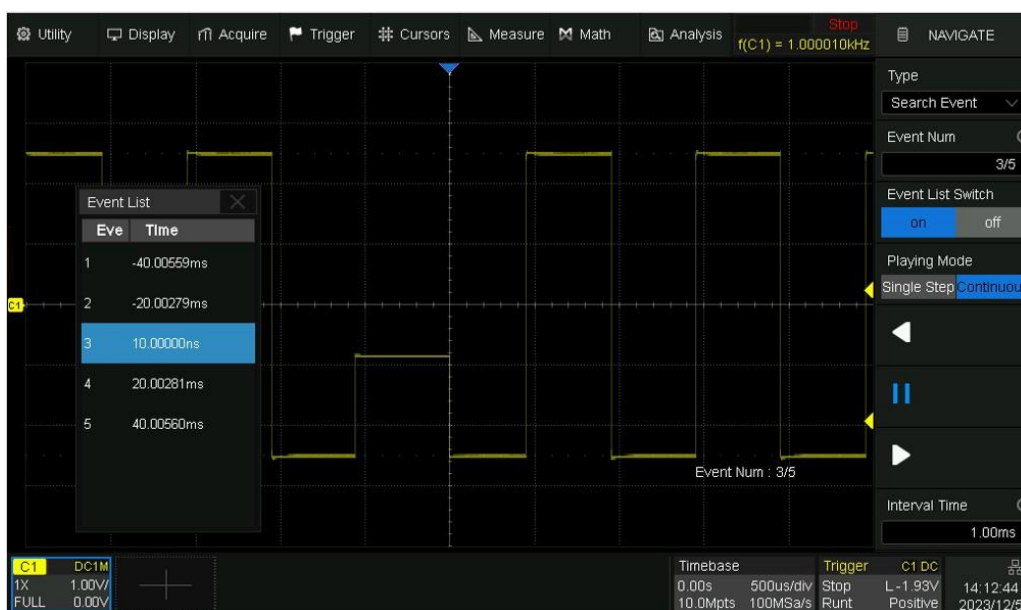 Utility Display Acquire Trigger Cursors Measure Math Analysis
Stop
f(C1) = 1.000010kHz
NAVIGATE
Type
Search Event
Event Num
3/5
Event List Switch
on off
Playing Mode
Single Step Continuou
Interval Time
1.00ms
Event List
Eve Time
1 -40.00559ms
2 -20.00279ms
3 10.00000ns
4 20.00281ms
5 40.00560ms
C1
Event Num : 3/5
C1 DC1M
1X 1.00V/
FULL 0.00V
Timebase
0.00s 500us/div
10.0Mpts 100MSa/s
Trigger C1 DC
Stop L-1.93V
Runt Positive
14:12:44
2023/12/5